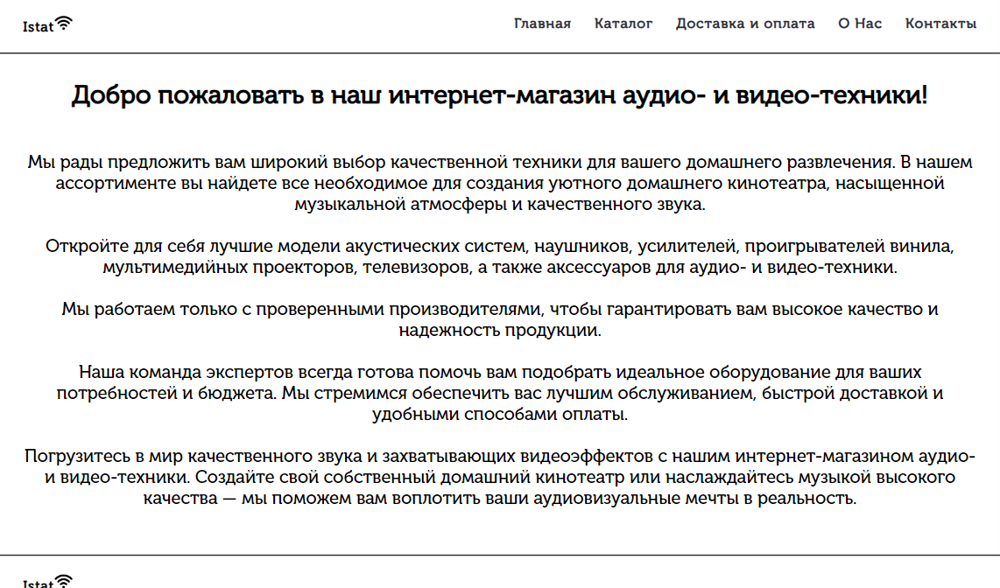 Istat
Главная Каталог Доставка и оплата О Нас Контакты
Добро пожаловать в наш интернет-магазин аудио- и видео-техники!
Мы рады предложить вам широкий выбор качественной техники для вашего домашнего развлечения. В нашем
ассортименте вы найдете все необходимое для создания уютного домашнего кинотеатра, насыщенной
музыкальной атмосферы и качественного звука.
Откройте для себя лучшие модели акустических систем, наушников, усилителей, проигрывателей винила,
мультимедийных проекторов, телевизоров, а также аксессуаров для аудио- и видео-техники.
Мы работаем только с проверенными производителями, чтобы гарантировать вам высокое качество и
надежность продукции.
Наша команда экспертов всегда готова помочь вам подобрать идеальное оборудование для ваших
потребностей и бюджета. Мы стремимся обеспечить вас лучшим обслуживанием, быстрой доставкой и
удобными способами оплаты.
Погрузитесь в мир качественного звука и захватывающих видеоэффектов с нашим интернет-магазином аудио-
и видео-техники. Создайте свой собственный домашний кинотеатр или наслаждайтесь музыкой высокого
качества — мы поможем вам воплотить ваши аудиовизуальные мечты в реальность.
Istat